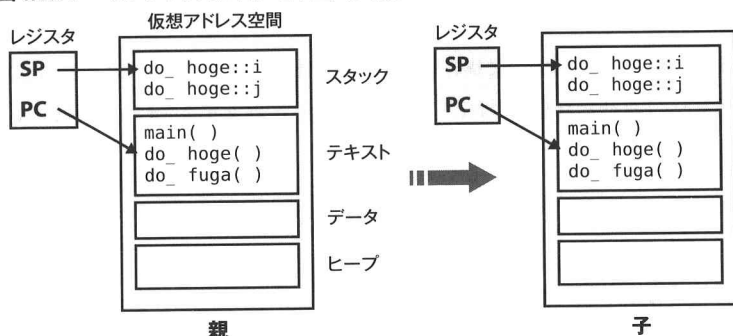 仮想アドレス空間
レジスタ
SP
PC
do_ hoge::i
do_ hoge::j
スタック
main( )
do_ hoge( )
do_ fuga( )
テキスト
データ
ヒープ
親
レジスタ
SP
PC
do_ hoge::i
do_ hoge::j
main( )
do_ hoge( )
do_ fuga( )
子